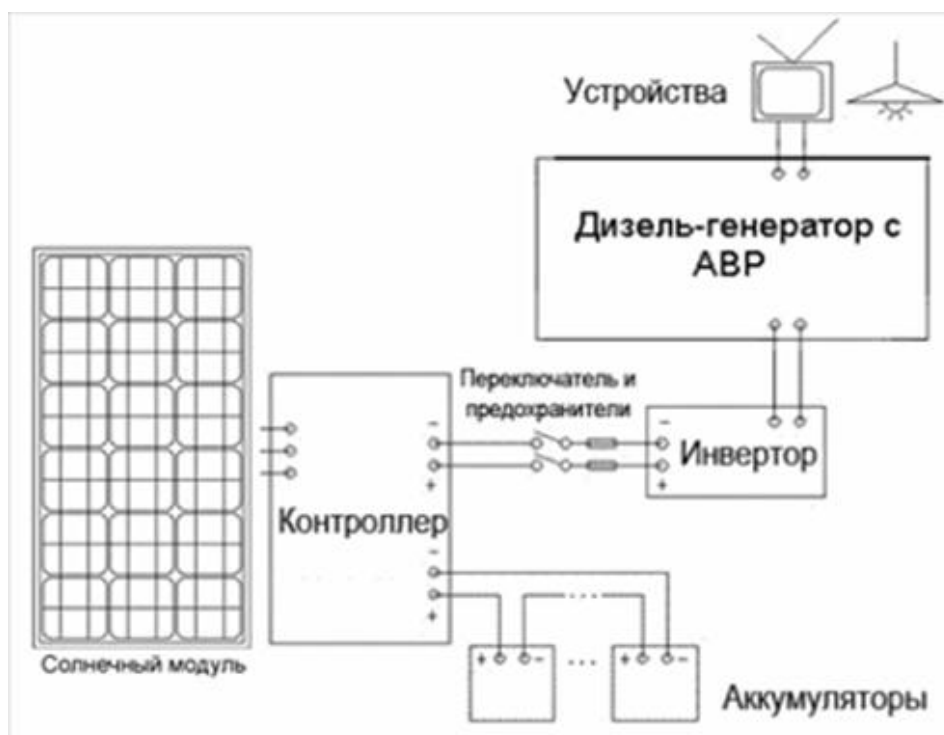 Устройства
Дизель-генератор с
АВР
Переключатель и
предохранители
-
-
Инвертор
+
+
Контроллер
-
+
+ - ... + -
Солнечный модуль
Аккумуляторы